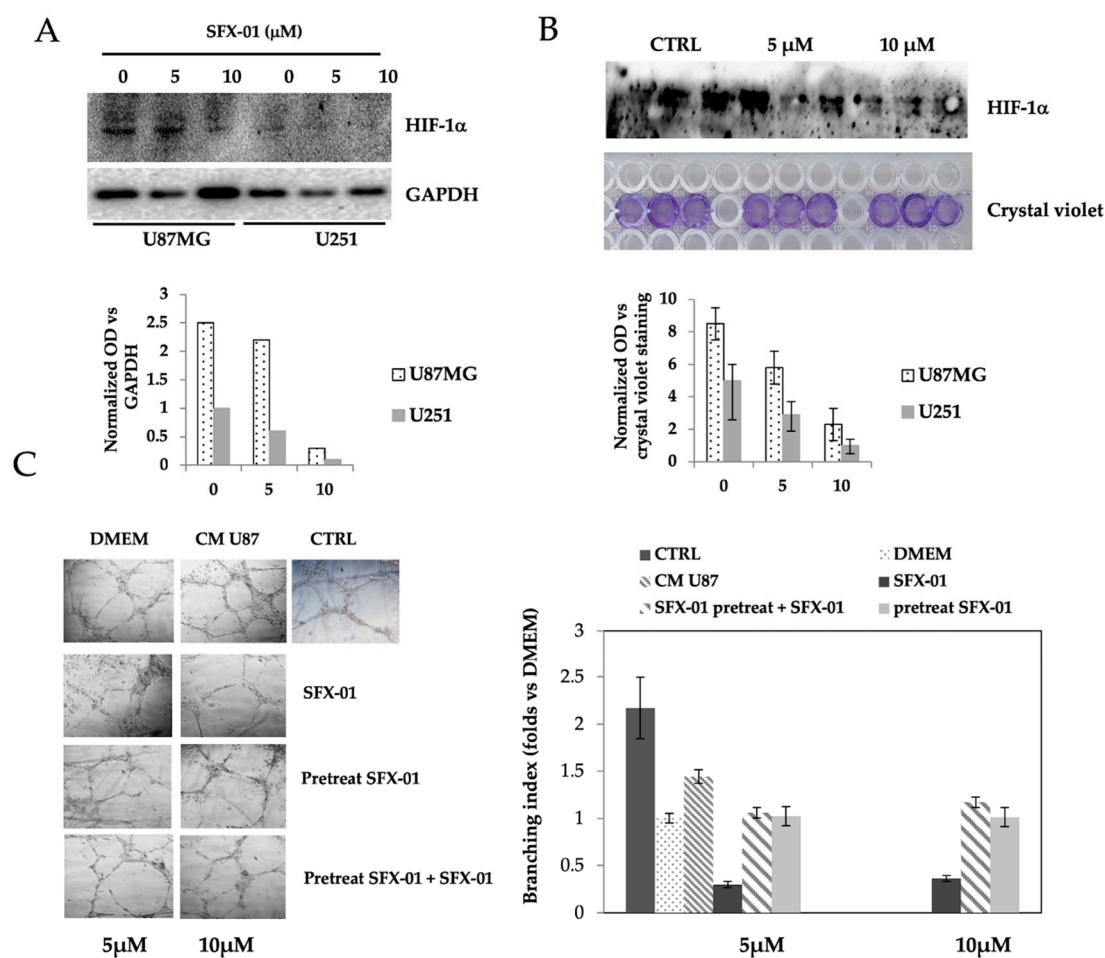 A
SFX-01 (µM)
0 5 10 0 5 10
HIF-1α
GAPDH
U87MG U251
Normalized OD vs
GAPDH
3
2.5
2
1.5
1
0.5
0
0 5 10
U87MG
U251
B
CTRL 5 µM 10 µM
HIF-1α
Crystal violet
Normalized OD vs
crystal violet staining
10
8
6
4
2
0
0 5 10
U87MG
U251
C
DMEM CM U87 CTRL
SFX-01
Pretreat SFX-01
Pretreat SFX-01 + SFX-01
5µM 10µM
CTRL DMEM
CM U87 SFX-01
SFX-01 pretreat + SFX-01 pretreat SFX-01
Branching index (folds vs DMEM)
3
2.5
2
1.5
1
0.5
0
5µM 10µM